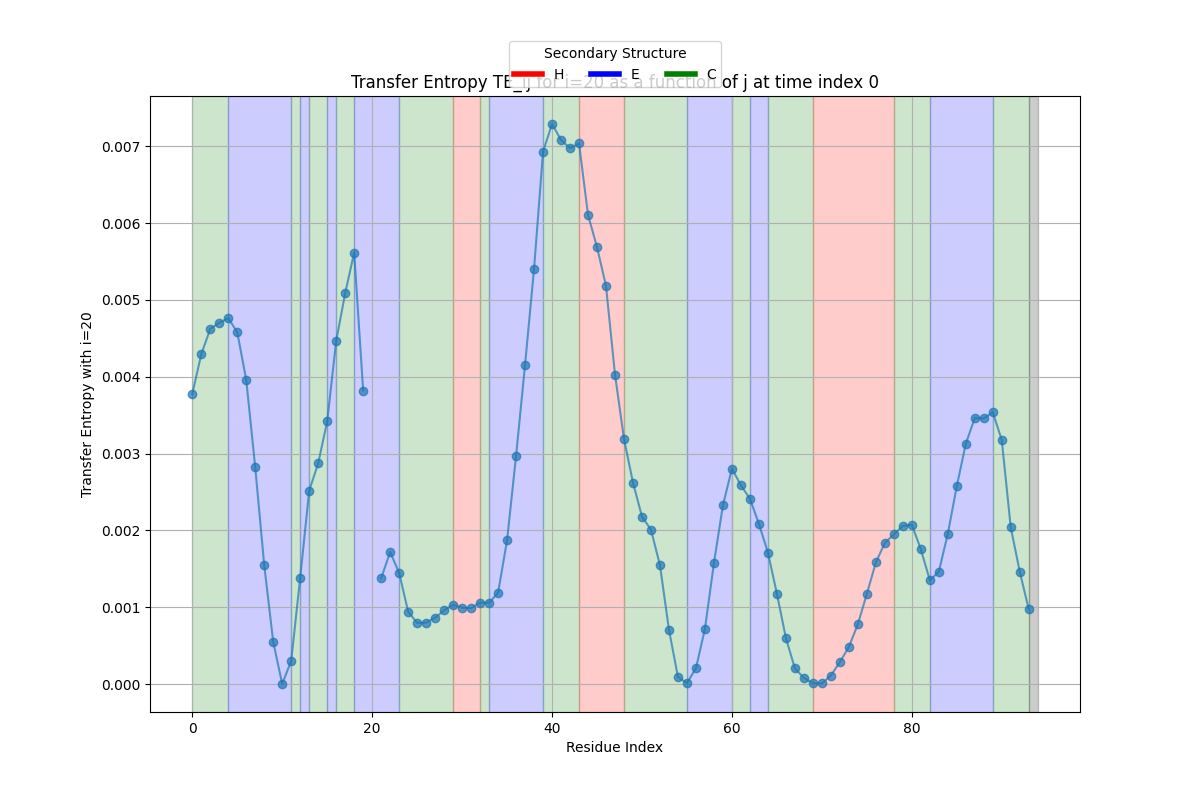 Secondary Structure
H E C
Transfer Entropy TE_ij for i=20 as a function of j at time index 0
0.007
0.006
0.005
0.004
0.003
0.002
0.001
0.000
Transfer Entropy with i=20
0 20 40 60 80
Residue Index